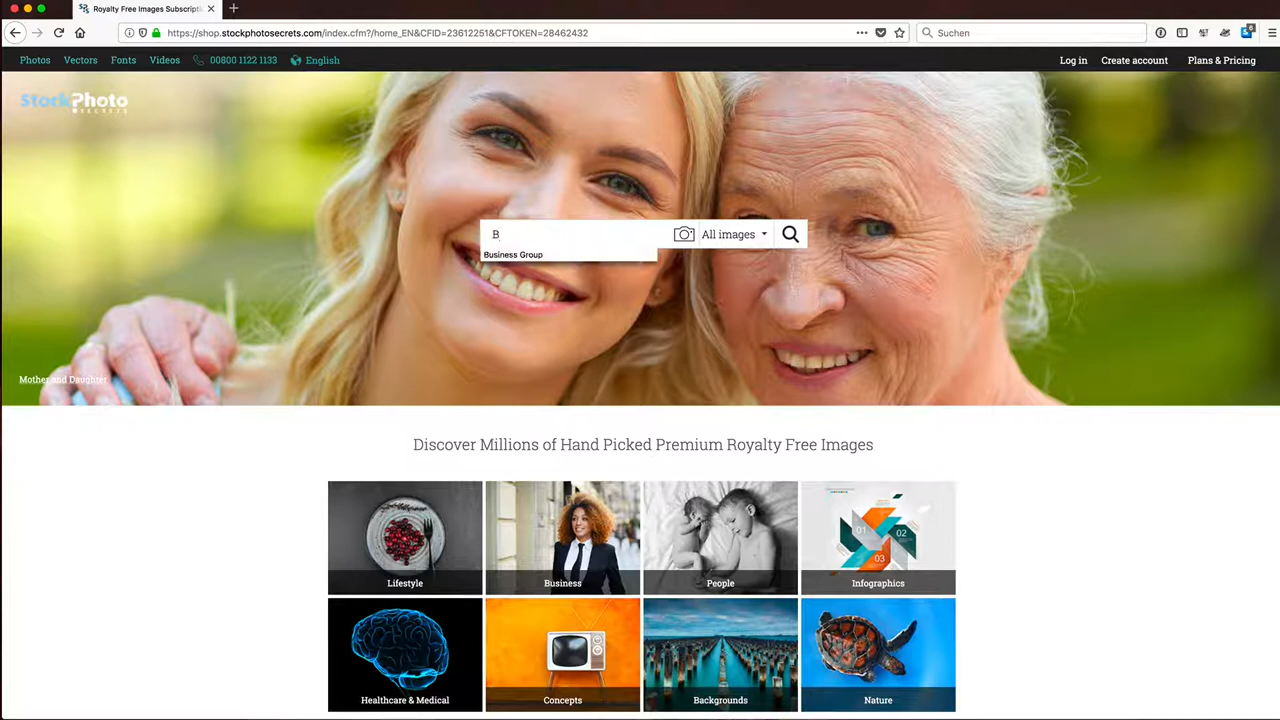 Royalty Free Images Subscripti
https://shop.stockphotosecrets.com/index.cfm?/home_EN&CFID=23612251&CFTOKEN=28462432
Suchen
6
Photos Vectors Fonts Videos 00800 1122 1133 English Log in Create account Plans & Pricing
StockPhoto
SECRETS
B
All images
Business Group
Mother and Daughter
Discover Millions of Hand Picked Premium Royalty Free Images
01
02
03
Lifestyle Business People Infographics
Healthcare & Medical Concepts Backgrounds Nature